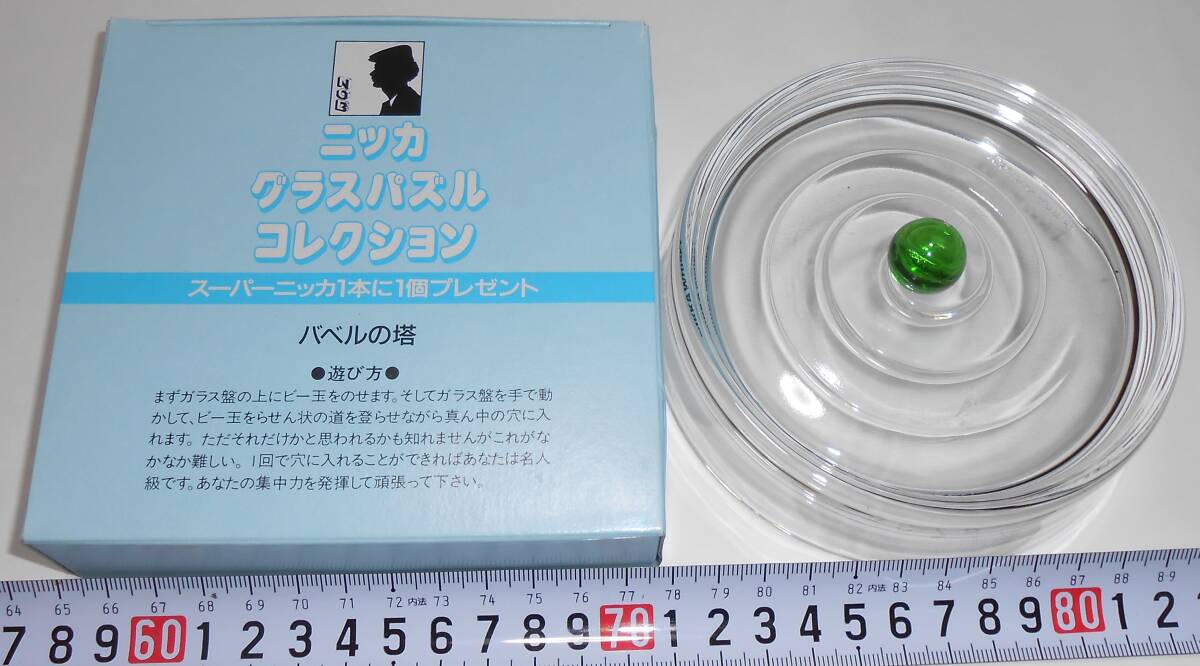 ニッカ
グラスパズル
コレクション
スーパーニッカ1本に1個プレゼント
バベルの塔
●遊び方●
まずガラス盤の上にビー玉をのせます。そしてガラス盤を手で動
かして、ビー玉をらせん状の道を登らせながら真ん中の穴に入
れます。ただそれだけかと思われるかも知れませんがこれがな
かなか難しい。1回で穴に入れることができればあなたは名人
級です。あなたの集中力を発揮して頑張って下さい。
64 65 66 67 68 69 70 71 72 内法 73 74 75 76 77 78 79 80 81 82 内法 83 84 85 86 87 88 89
7 8 9 60 1 2 3 4 5 6 7 8 9 70 1 2 3 4 5 6 7 8 9 80 1 2